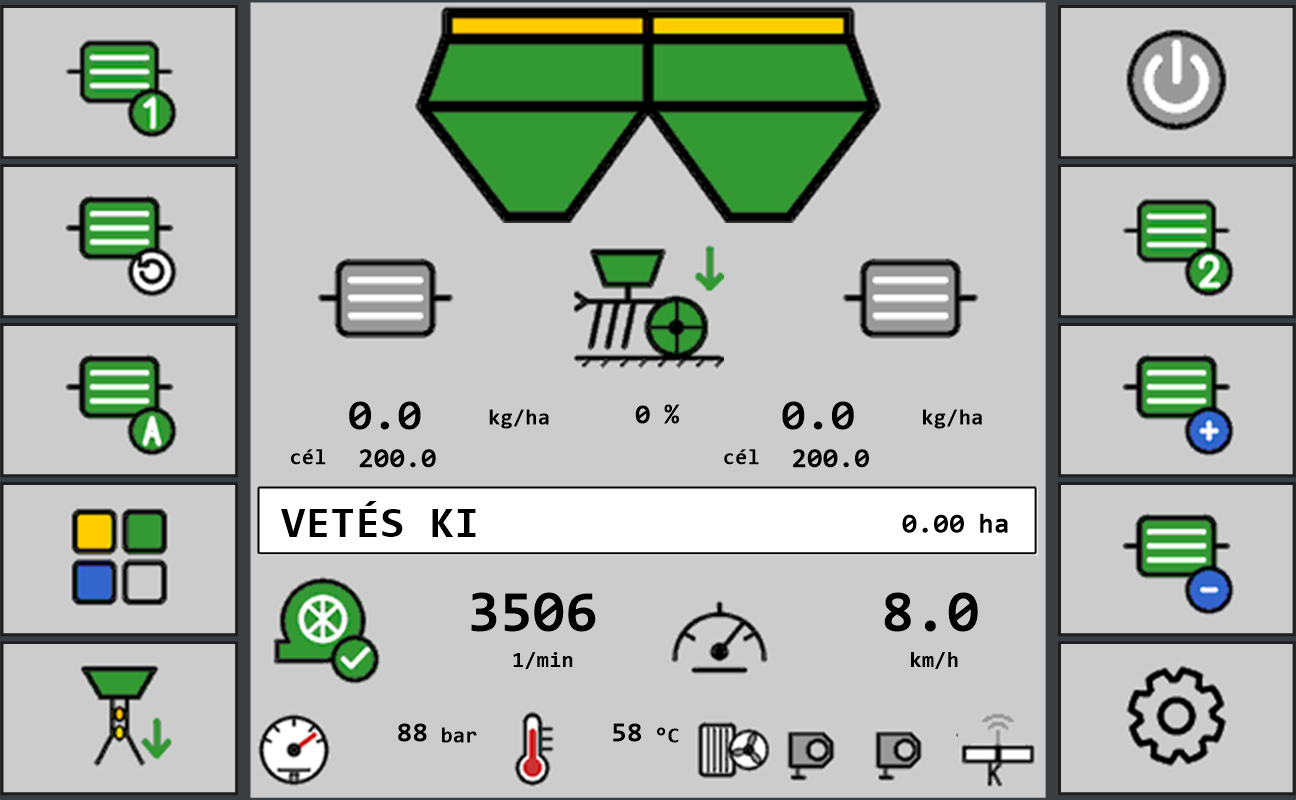 1
2
A
0.0 kg/ha 0 % 0.0 kg/ha
cél 200.0 cél 200.0
VETÉS KI 0.00 ha
3506 8.0
1/min km/h
88 bar 58 °C
K